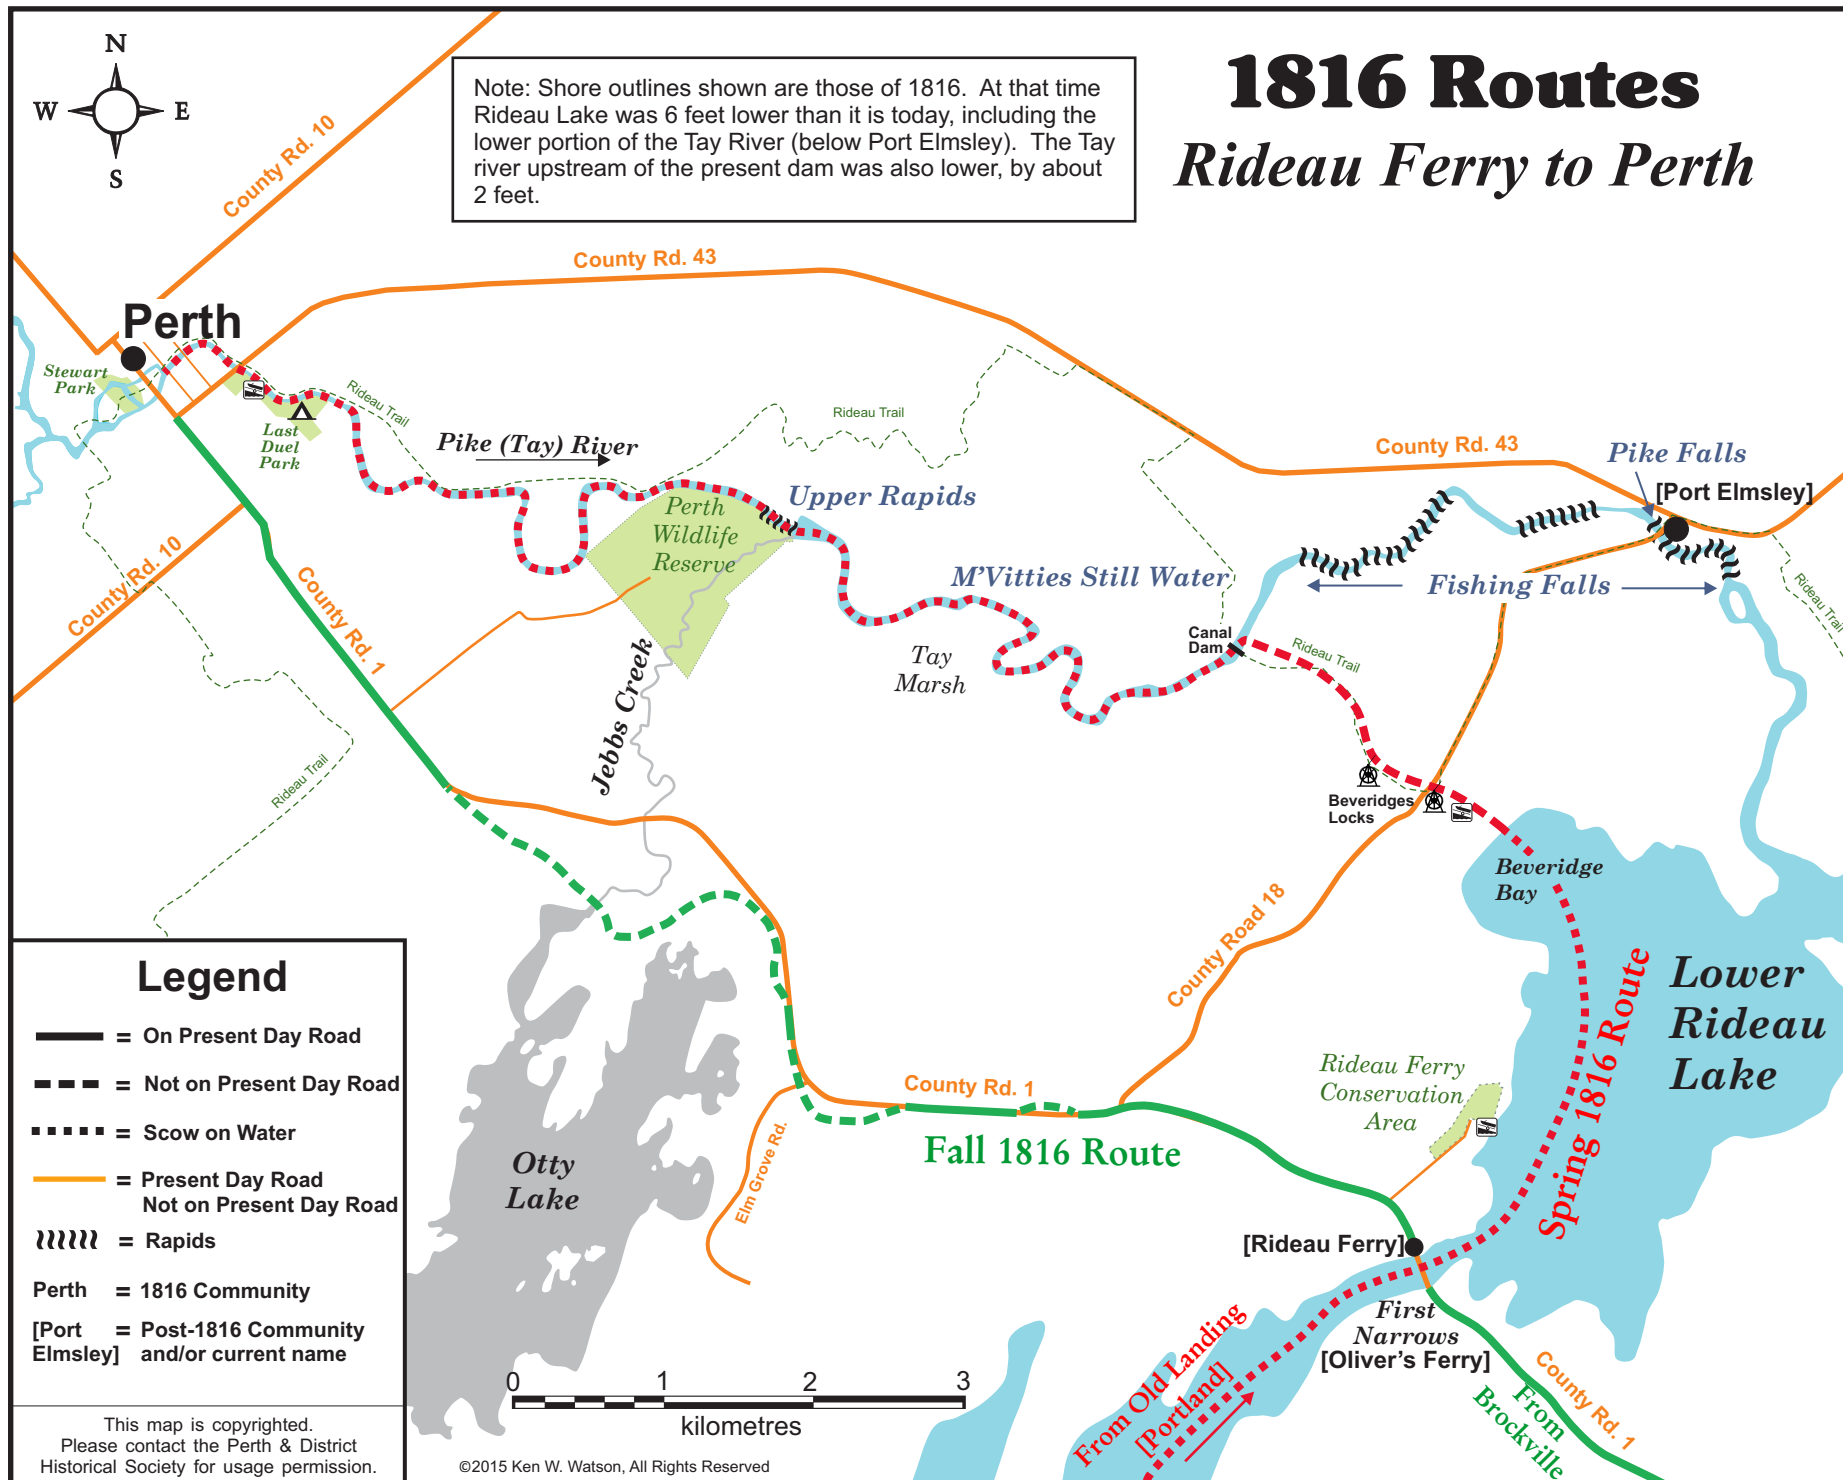 N
W
E
S
Note: Shore outlines shown are those of 1816. At that time
Rideau Lake was 6 feet lower than it is today, including the
lower portion of the Tay River (below Port Elmsley). The Tay
river upstream of the present dam was also lower, by about
2 feet.
1816 Routes
Rideau Ferry to Perth
County Rd. 10
County Rd. 43
Perth
Stewart
Park
Rideau Trail
Last
Duel
Park
Pike (Tay) River
Rideau Trail
County Rd. 43
Pike Falls
[Port Elmsley]
Upper Rapids
Perth
Wildlife
Reserve
County Rd. 10
County Rd. 1
M'Vitties Still Water
Fishing Falls
Rideau Trail
Canal
Dam
Rideau Trail
Tay
Marsh
Jebbs Creek
Rideau Trail
Beveridges
Locks
Beveridge
Bay
County Road 18
Lower
Rideau
Lake
Spring 1816 Route
Rideau Ferry
Conservation
Area
County Rd. 1
Fall 1816 Route
Elm Grove Rd.
Otty
Lake
[Rideau Ferry]
First
Narrows
[Oliver's Ferry]
From Old Landing
[Portland]
County Rd. 1
From
Brockville
Legend
= On Present Day Road
= Not on Present Day Road
= Scow on Water
= Present Day Road
Not on Present Day Road
= Rapids
Perth = 1816 Community
[Port = Post-1816 Community
Elmsley] and/or current name
This map is copyrighted.
Please contact the Perth & District
Historical Society for usage permission.
0 1 2 3
kilometres
©2015 Ken W. Watson, All Rights Reserved